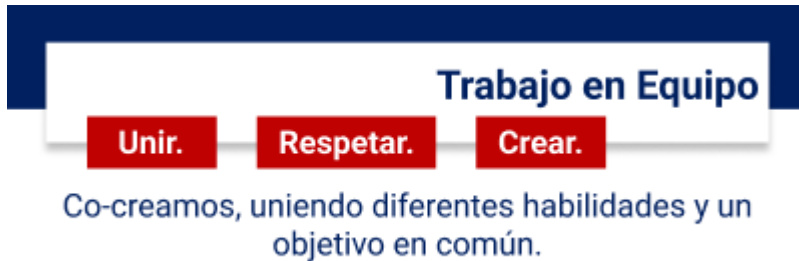 Trabajo en Equipo
Unir. Respetar. Crear.
Co-creamos, uniendo diferentes habilidades y un
objetivo en común.